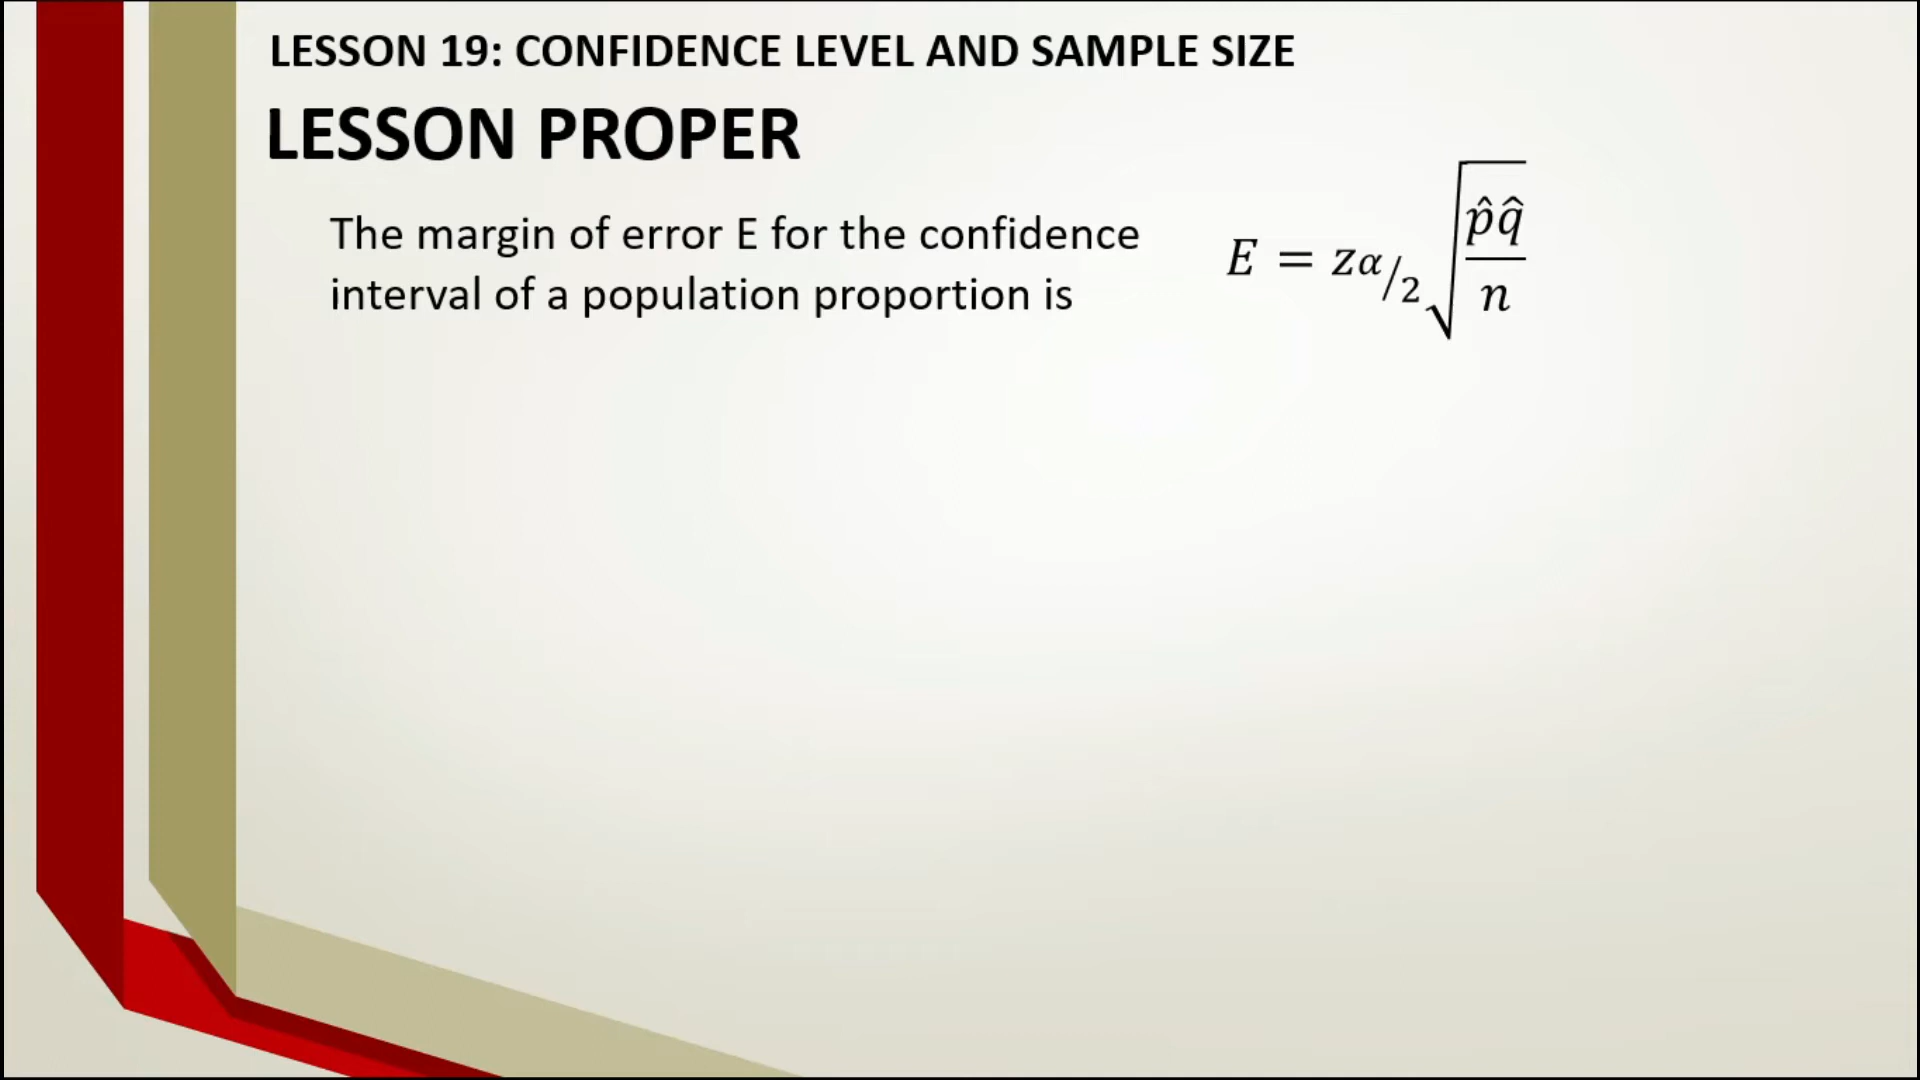 LESSON 19: CONFIDENCE LEVEL AND SAMPLE SIZE
LESSON PROPER
The margin of error E for the confidence
interval of a population proportion is
E = zα/2 √(p̂q̂/n)